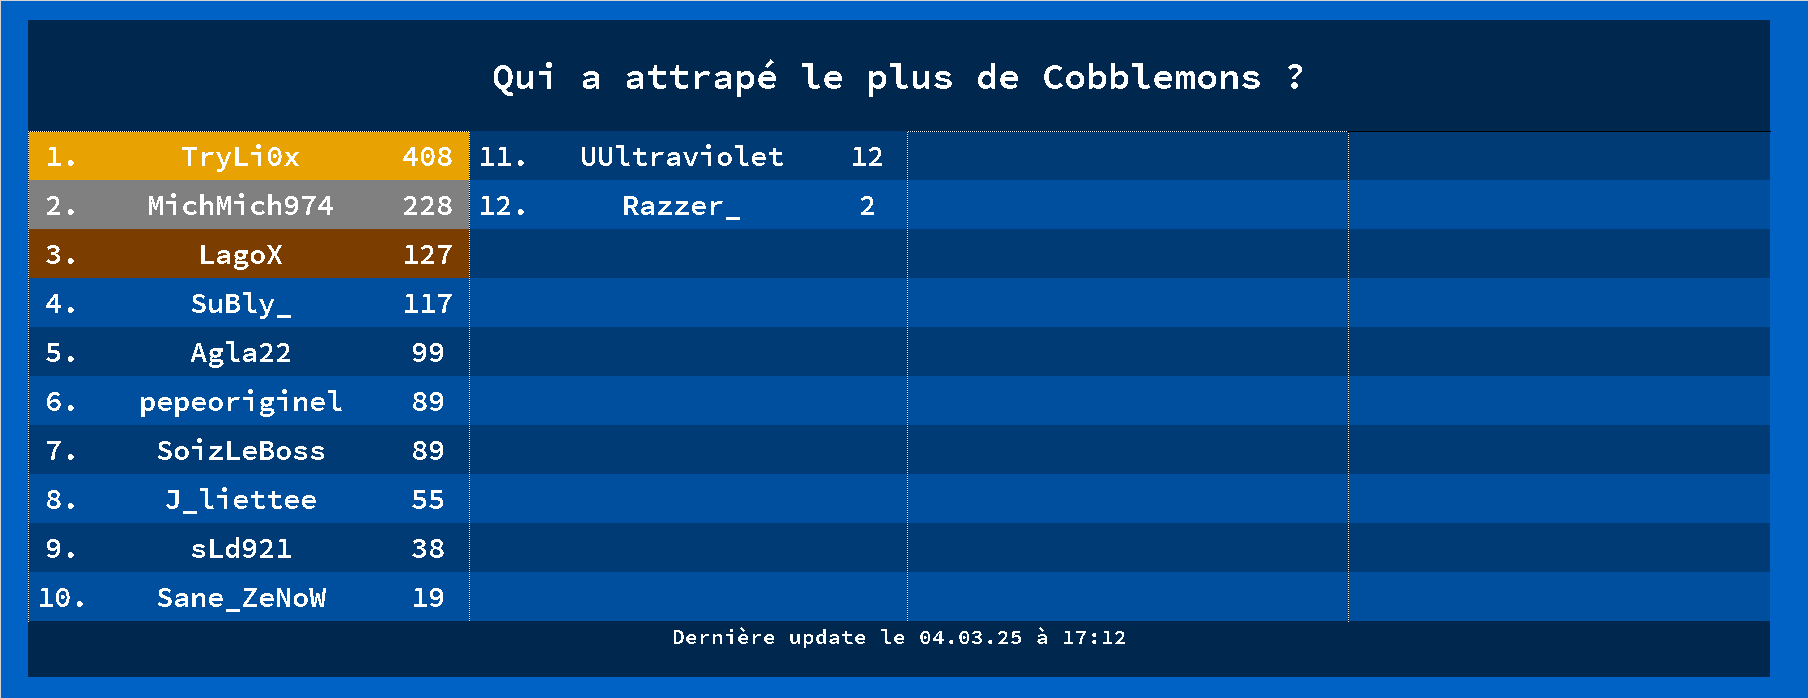 Qui a attrapé le plus de Cobblemons ?
1. TryLi0x 408
2. MichMich974 228
3. LagoX 127
4. SuBly_ 117
5. Agla22 99
6. pepeoriginel 89
7. SoizLeBoss 89
8. J_liettee 55
9. sLd921 38
10. Sane_ZeNoW 19
11. UUltraviolet 12
12. Razzer_ 2
Dernière update le 04.03.25 à 17:12